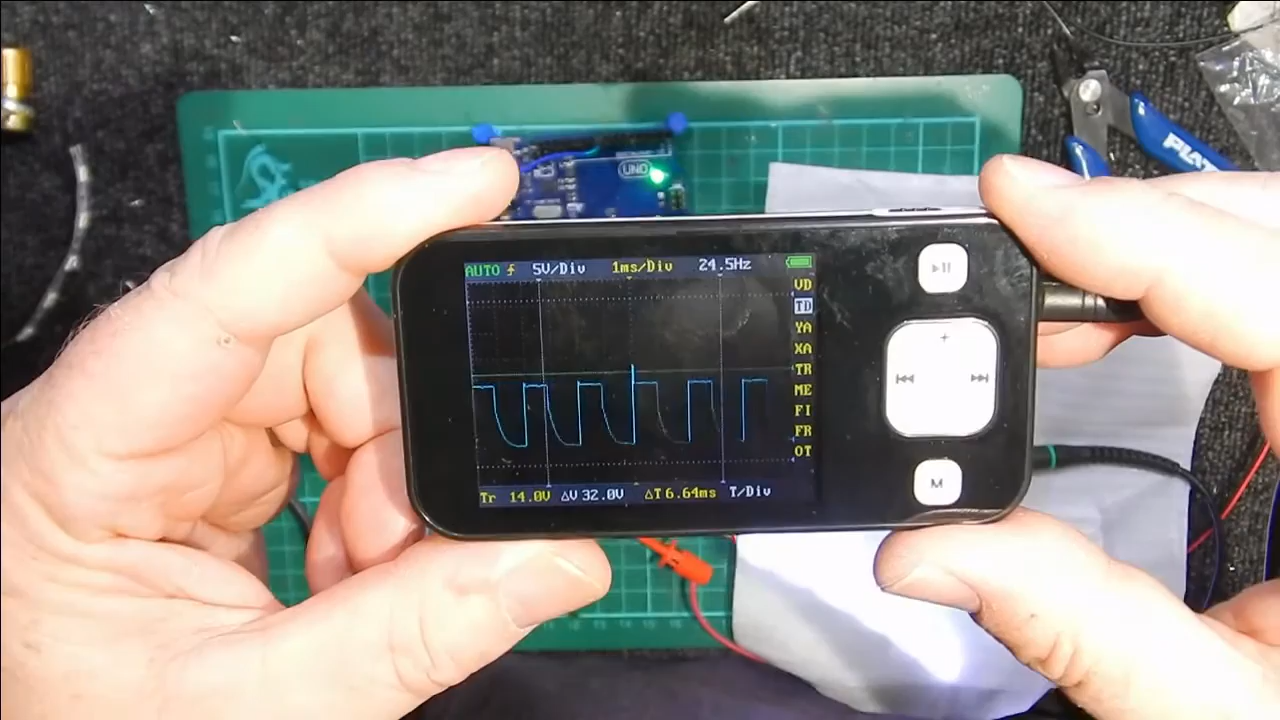 UNO
PLAT
AUTO 5V/Div 1ms/Div 24.5Hz
VD
TD
YA
XA
TR
ME
FI
FR
OT
Tr 14.0V ΔV 32.0V ΔT 6.64ms T/Div
+
M